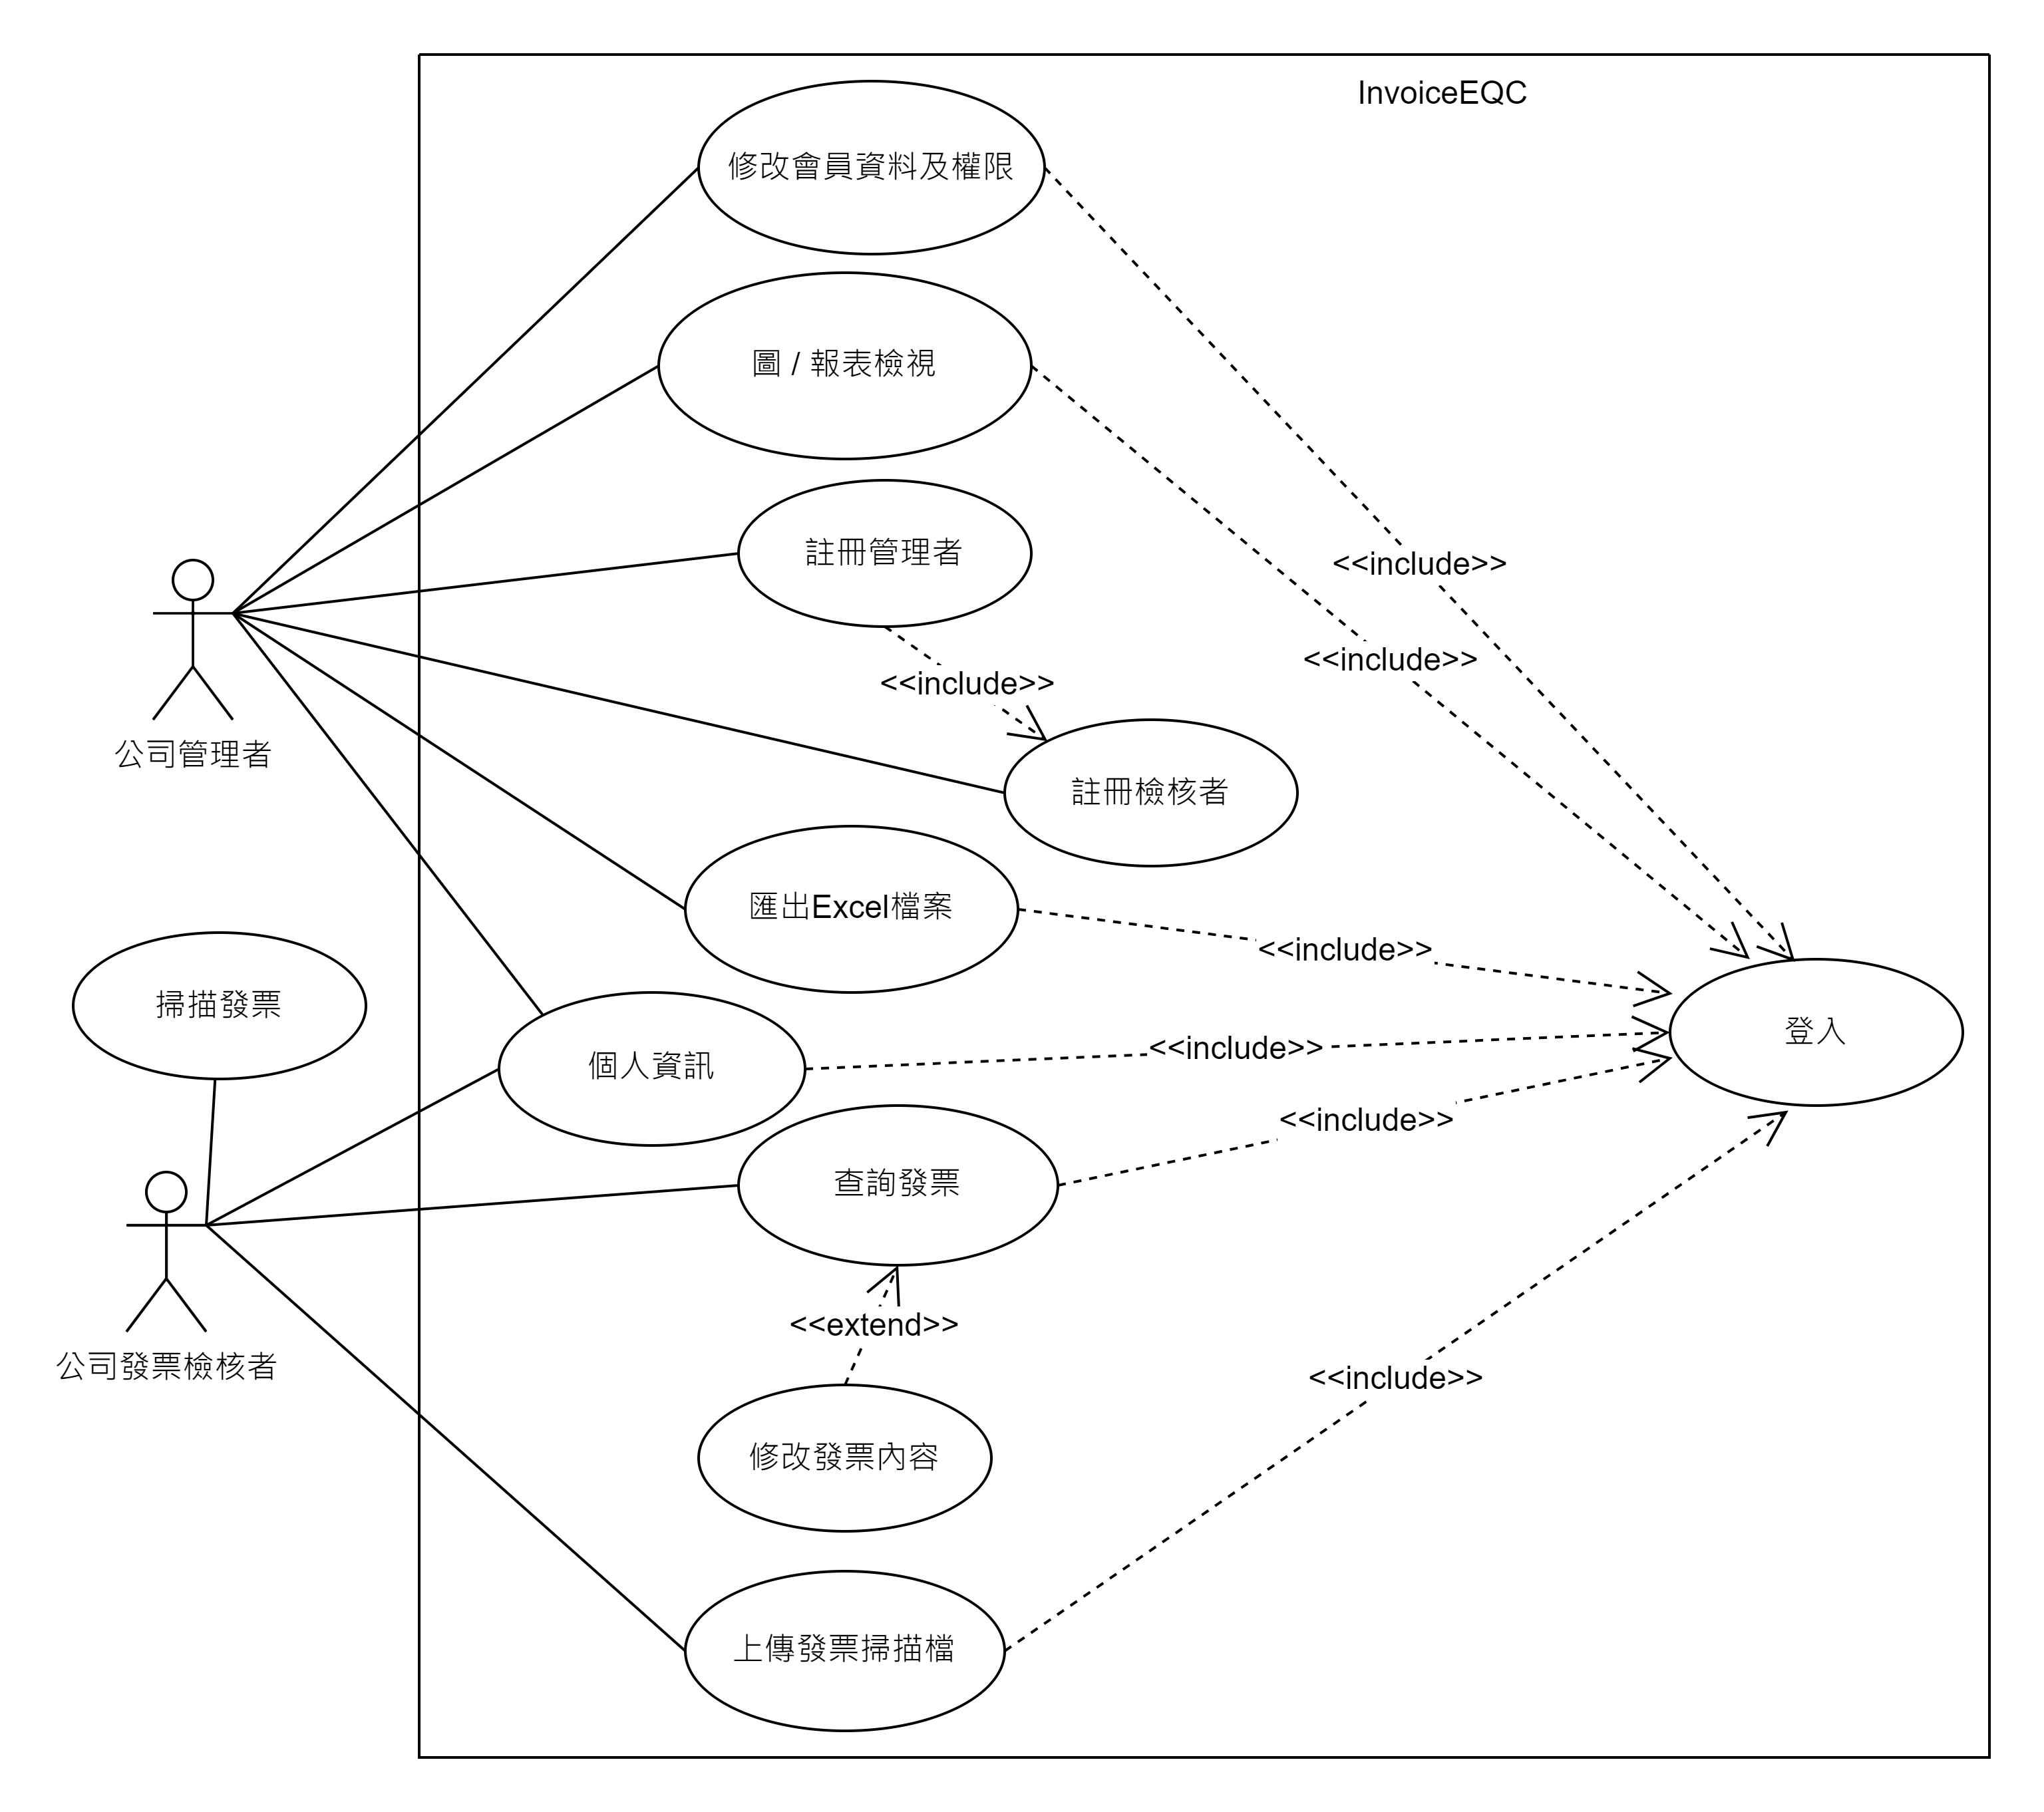 InvoiceEQC
修改會員資料及權限
圖 / 報表檢視
註冊管理者
<<include>>
<<include>>
<<include>>
公司管理者
註冊檢核者
匯出Excel檔案
<<include>>
掃描發票
登入
個人資訊
<<include>>
<<include>>
查詢發票
<<extend>>
公司發票檢核者
<<include>>
修改發票內容
上傳發票掃描檔